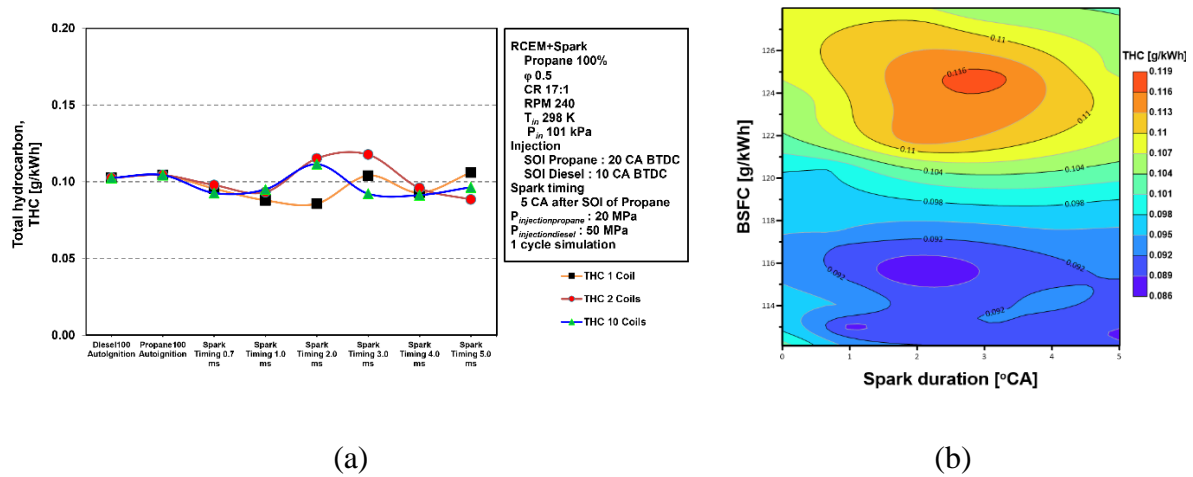 0.20
0.15
0.10
0.05
0.00
Total hydrocarbon,
THC [g/kWh]
Diesel100
Autoignition
Propane100
Autoignition
Spark
Timing 0.7
ms
Spark
Timing 1.0
ms
Spark
Timing 2.0
ms
Spark
Timing 3.0
ms
Spark
Timing 4.0
ms
Spark
Timing 5.0
ms
RCEM+Spark
Propane 100%
φ 0.5
CR 17:1
RPM 240
T in 298 K
P in 101 kPa
Injection
SOI Propane : 20 CA BTDC
SOI Diesel : 10 CA BTDC
Spark timing
5 CA after SOI of Propane
P injectionpropane : 20 MPa
P injectiondiesel : 50 MPa
1 cycle simulation
THC 1 Coil
THC 2 Coils
THC 10 Coils
(a)
BSFC [g/kWh]
126
124
122
120
118
116
114
0
1
2
3
4
5
Spark duration [°CA]
0.11
0.116
0.11
0.11
0.104
0.104
0.098
0.098
0.092
0.092
0.092
0.092
THC [g/kWh]
0.119
0.116
0.113
0.11
0.107
0.104
0.101
0.098
0.095
0.092
0.089
0.086
(b)